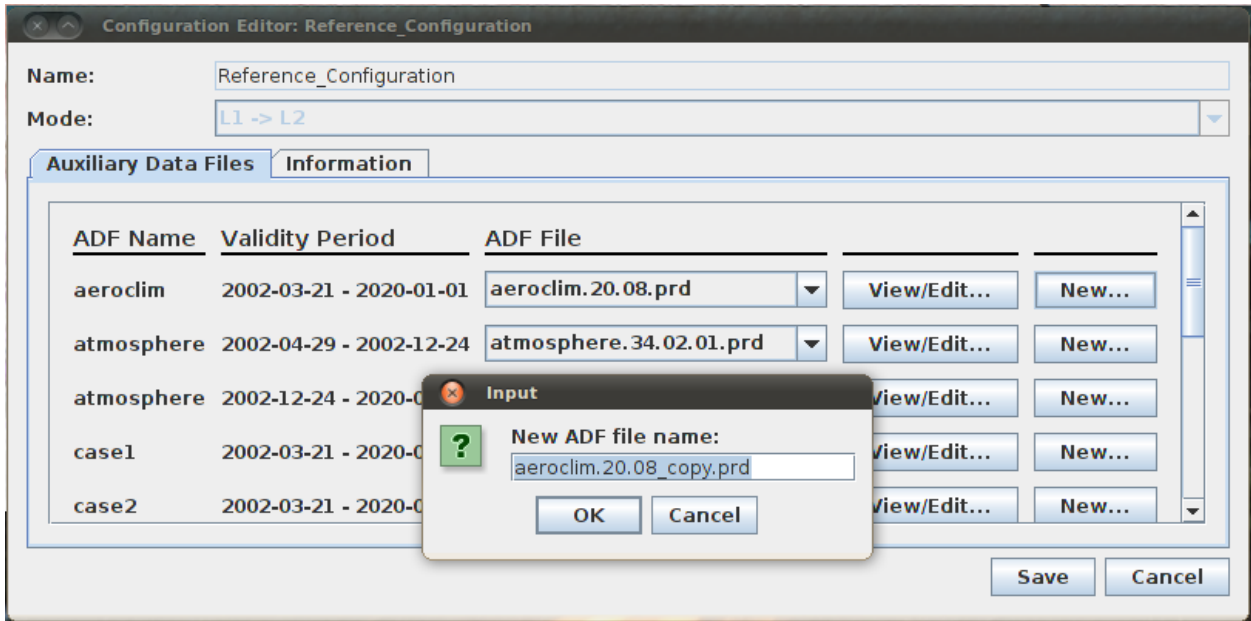 Configuration Editor: Reference_Configuration
Name: Reference_Configuration
Mode: L1 -> L2
Auxiliary Data Files Information
ADF Name Validity Period ADF File
aeroclim 2002-03-21 - 2020-01-01 aeroclim.20.08.prd View/Edit... New...
atmosphere 2002-04-29 - 2002-12-24 atmosphere.34.02.01.prd View/Edit... New...
atmosphere 2002-12-24 - 2020-0 View/Edit... New...
case1 2002-03-21 - 2020-0 View/Edit... New...
case2 2002-03-21 - 2020-0 View/Edit... New...
Input
?
New ADF file name:
aeroclim.20.08_copy.prd
OK Cancel
Save Cancel